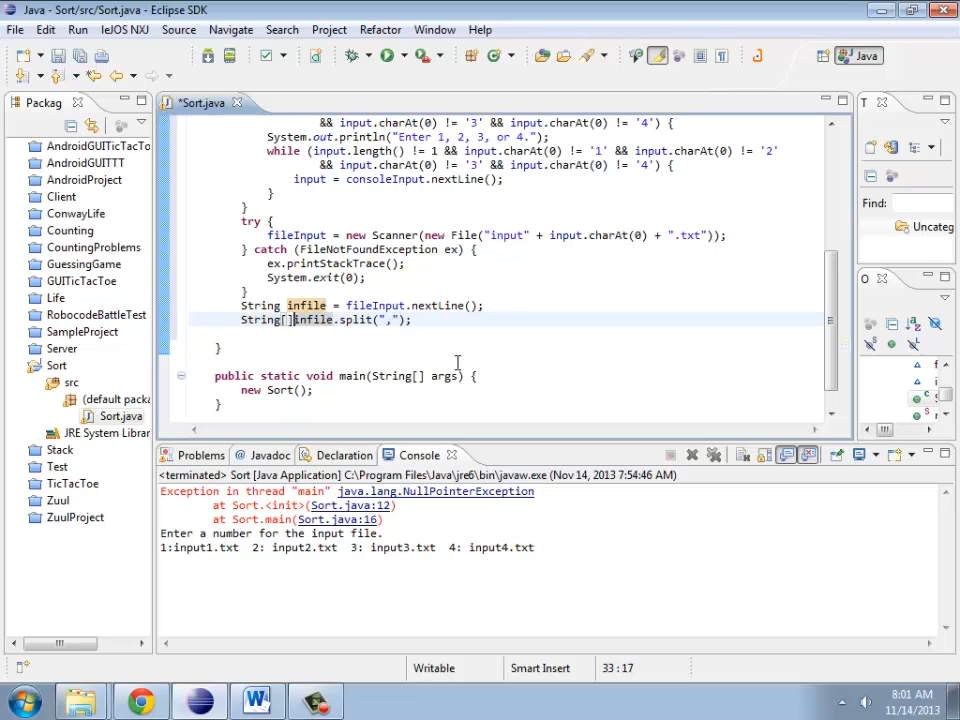 Java - Sort/src/Sort.java - Eclipse SDK
File Edit Run leJOS NXJ Source Navigate Search Project Refactor Window Help
Java
Packag
*Sort.java
T
AndroidGUITicTacTo
AndroidGUITTT
AndroidProject
Client
ConwayLife
Counting
CountingProblems
GuessingGame
GUITicTacToe
Life
RobocodeBattleTest
SampleProject
Server
Sort
src
(default packa
Sort.java
JRE System Librar
Stack
Test
TicTacToe
Zuul
ZuulProject
&& input.charAt(0) != '3' && input.charAt(0) != '4') {
System.out.println("Enter 1, 2, 3, or 4.");
while (input.length() != 1 && input.charAt(0) != '1' && input.charAt(0) != '2'
&& input.charAt(0) != '3' && input.charAt(0) != '4') {
input = consoleInput.nextLine();
}
}
try {
fileInput = new Scanner(new File("input" + input.charAt(0) + ".txt"));
} catch (FileNotFoundException ex) {
ex.printStackTrace();
System.exit(0);
}
String infile = fileInput.nextLine();
String[]infile.split(",");
}
public static void main(String[] args) {
new Sort();
}
Find:
Uncateg
O
Problems Javadoc Declaration Console
<terminated> Sort [Java Application] C:\Program Files\Java\jre6\bin\javaw.exe (Nov 14, 2013 7:54:46 AM)
Exception in thread "main" java.lang.NullPointerException
at Sort.<init>(Sort.java:12)
at Sort.main(Sort.java:16)
Enter a number for the input file.
1:input1.txt 2: input2.txt 3: input3.txt 4: input4.txt
Writable Smart Insert 33 : 17
8:01 AM
11/14/2013